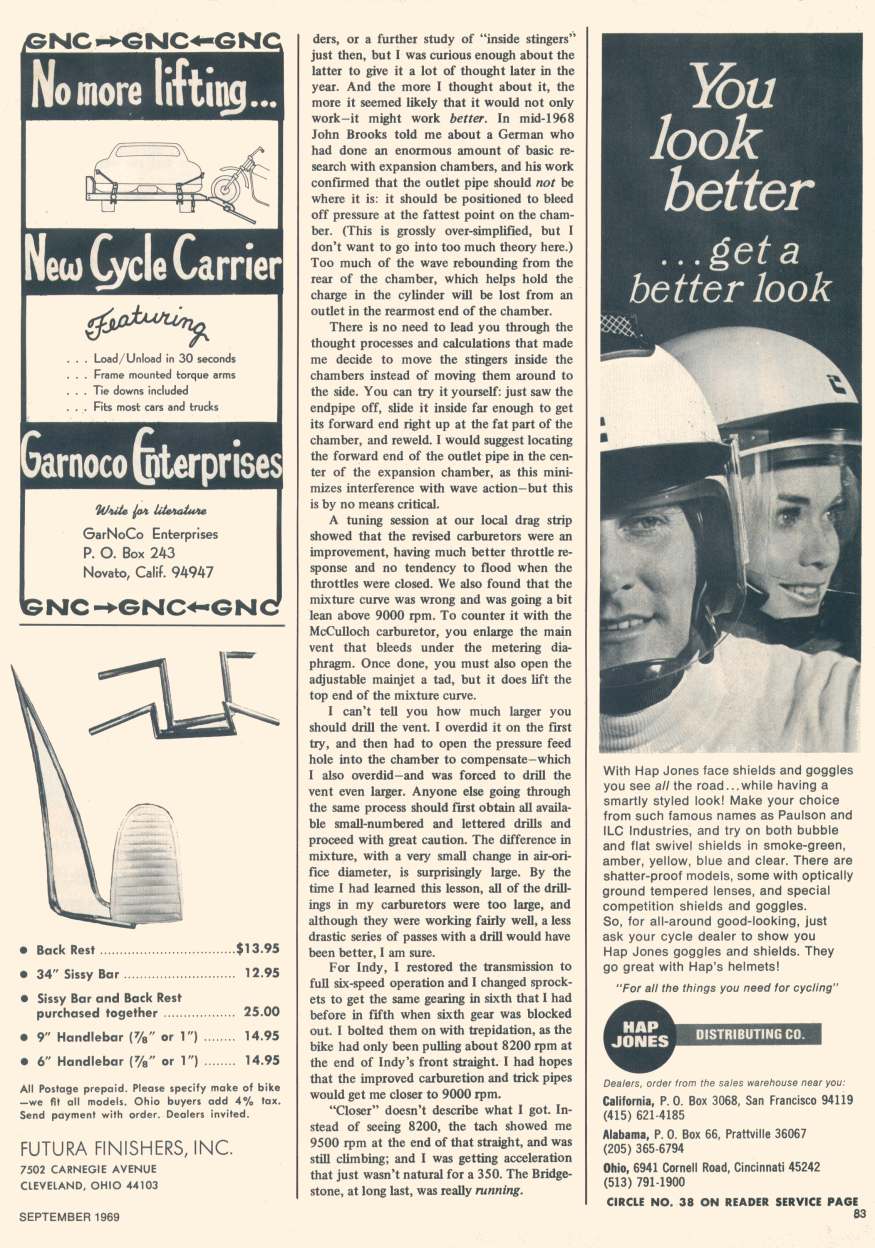 GNC→GNC←GNC
No more lifting...
New Cycle Carrier
Featuring
. . . Load/Unload in 30 seconds
. . . Frame mounted torque arms
. . . Tie downs included
. . . Fits most cars and trucks
Garnoco Enterprises
Write for literature
GarNoCo Enterprises
P. O. Box 243
Novato, Calif. 94947
GNC→GNC←GNC
● Back Rest ..................................$13.95
● 34" Sissy Bar ............................ 12.95
● Sissy Bar and Back Rest
purchased together .................. 25.00
● 9" Handlebar (⅞" or 1") ........ 14.95
● 6" Handlebar (⅞" or 1") ........ 14.95
All Postage prepaid. Please specify make of bike
—we fit all models. Ohio buyers add 4% tax.
Send payment with order. Dealers invited.
FUTURA FINISHERS, INC.
7502 CARNEGIE AVENUE
CLEVELAND, OHIO 44103
ders, or a further study of "inside stingers"
just then, but I was curious enough about the
latter to give it a lot of thought later in the
year. And the more I thought about it, the
more it seemed likely that it would not only
work—it might work better. In mid-1968
John Brooks told me about a German who
had done an enormous amount of basic re-
search with expansion chambers, and his work
confirmed that the outlet pipe should not be
where it is: it should be positioned to bleed
off pressure at the fattest point on the cham-
ber. (This is grossly over-simplified, but I
don't want to go into too much theory here.)
Too much of the wave rebounding from the
rear of the chamber, which helps hold the
charge in the cylinder will be lost from an
outlet in the rearmost end of the chamber.
There is no need to lead you through the
thought processes and calculations that made
me decide to move the stingers inside the
chambers instead of moving them around to
the side. You can try it yourself: just saw the
endpipe off, slide it inside far enough to get
its forward end right up at the fat part of the
chamber, and reweld. I would suggest locating
the forward end of the outlet pipe in the cen-
ter of the expansion chamber, as this mini-
mizes interference with wave action—but this
is by no means critical.
A tuning session at our local drag strip
showed that the revised carburetors were an
improvement, having much better throttle re-
sponse and no tendency to flood when the
throttles were closed. We also found that the
mixture curve was wrong and was going a bit
lean above 9000 rpm. To counter it with the
McCulloch carburetor, you enlarge the main
vent that bleeds under the metering dia-
phragm. Once done, you must also open the
adjustable mainjet a tad, but it does lift the
top end of the mixture curve.
I can't tell you how much larger you
should drill the vent. I overdid it on the first
try, and then had to open the pressure feed
hole into the chamber to compensate—which
I also overdid—and was forced to drill the
vent even larger. Anyone else going through
the same process should first obtain all availa-
ble small-numbered and lettered drills and
proceed with great caution. The difference in
mixture, with a very small change in air-ori-
fice diameter, is surprisingly large. By the
time I had learned this lesson, all of the drill-
ings in my carburetors were too large, and
although they were working fairly well, a less
drastic series of passes with a drill would have
been better, I am sure.
For Indy, I restored the transmission to
full six-speed operation and I changed sprock-
ets to get the same gearing in sixth that I had
before in fifth when sixth gear was blocked
out. I bolted them on with trepidation, as the
bike had only been pulling about 8200 rpm at
the end of Indy's front straight. I had hopes
that the improved carburetion and trick pipes
would get me closer to 9000 rpm.
"Closer" doesn't describe what I got. In-
stead of seeing 8200, the tach showed me
9500 rpm at the end of that straight, and was
still climbing; and I was getting acceleration
that just wasn't natural for a 350. The Bridge-
stone, at long last, was really running.
You
look
better
...get a
better look
With Hap Jones face shields and goggles
you see all the road...while having a
smartly styled look! Make your choice
from such famous names as Paulson and
ILC Industries, and try on both bubble
and flat swivel shields in smoke-green,
amber, yellow, blue and clear. There are
shatter-proof models, some with optically
ground tempered lenses, and special
competition shields and goggles.
So, for all-around good-looking, just
ask your cycle dealer to show you
Hap Jones goggles and shields. They
go great with Hap's helmets!
"For all the things you need for cycling"
HAP
JONES
DISTRIBUTING CO.
Dealers, order from the sales warehouse near you:
California, P. O. Box 3068, San Francisco 94119
(415) 621-4185
Alabama, P. O. Box 66, Prattville 36067
(205) 365-6794
Ohio, 6941 Cornell Road, Cincinnati 45242
(513) 791-1900
CIRCLE NO. 38 ON READER SERVICE PAGE
SEPTEMBER 1969
83